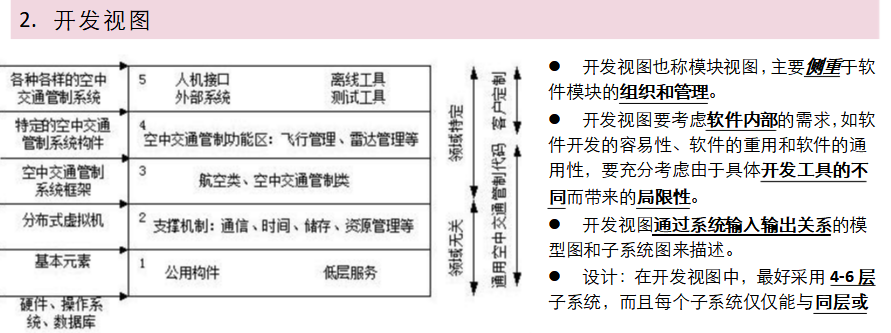 2. 开发视图
各种各样的空中
交通管制系统
5 人机接口 离线工具
外部系统 测试工具
特定的空中交通
管制系统构件
4
空中交通管制功能区：飞行管理、雷达管理等
空中交通管制
系统框架
3
航空类、空中交通管制类
分布式虚拟机
2 支撑机制：通信、时间、储存、资源管理等
基本元素
1 公用构件 低层服务
硬件、操作系
统、数据库
领域特定
领域无关
客户定制
通用空中交通管制代码
● 开发视图也称模块视图，主要侧重于软
件模块的组织和管理。
● 开发视图要考虑软件内部的需求，如软
件开发的容易性、软件的重用和软件的通
用性，要充分考虑由于具体开发工具的不
同而带来的局限性。
● 开发视图通过系统输入输出关系的模
型图和子系统图来描述。
● 设计：在开发视图中，最好采用 4-6 层
子系统，而且每个子系统仅仅能与同层或